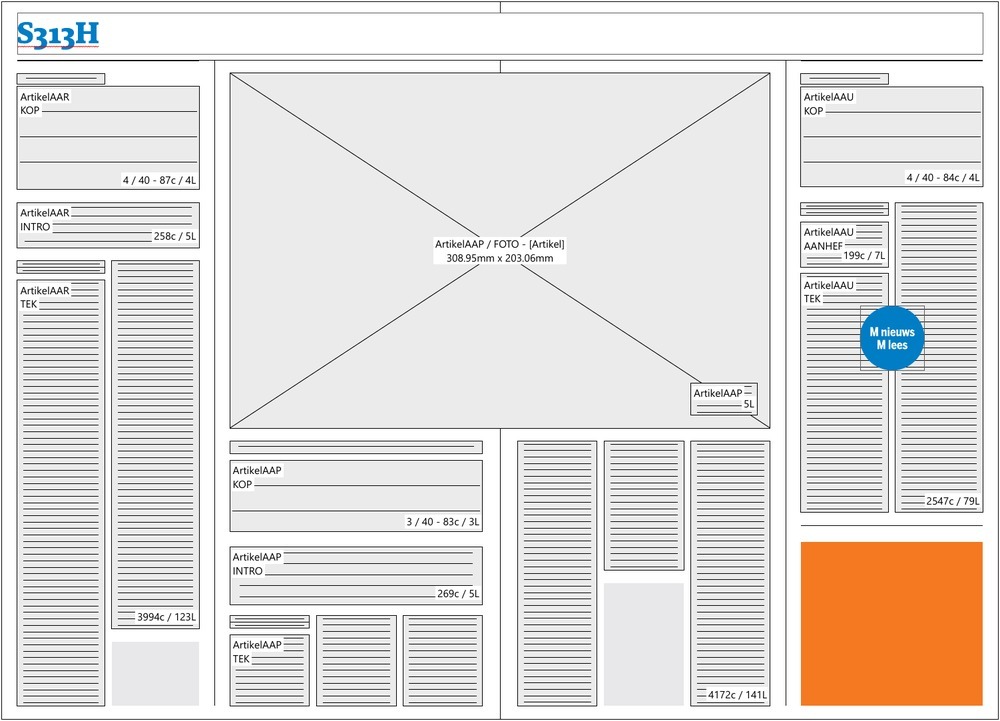 S313H
ArtikelAAR
KOP
4 / 40 - 87c / 4L
ArtikelAAR
INTRO
258c / 5L
ArtikelAAR
TEK
3994c / 123L
ArtikelAAP / FOTO - [Artikel]
308.95mm x 203.06mm
ArtikelAAP
5L
ArtikelAAP
KOP
3 / 40 - 83c / 3L
ArtikelAAP
INTRO
269c / 5L
ArtikelAAP
TEK
4172c / 141L
ArtikelAAU
KOP
4 / 40 - 84c / 4L
ArtikelAAU
AANHEF
199c / 7L
ArtikelAAU
TEK
M nieuws
M lees
2547c / 79L